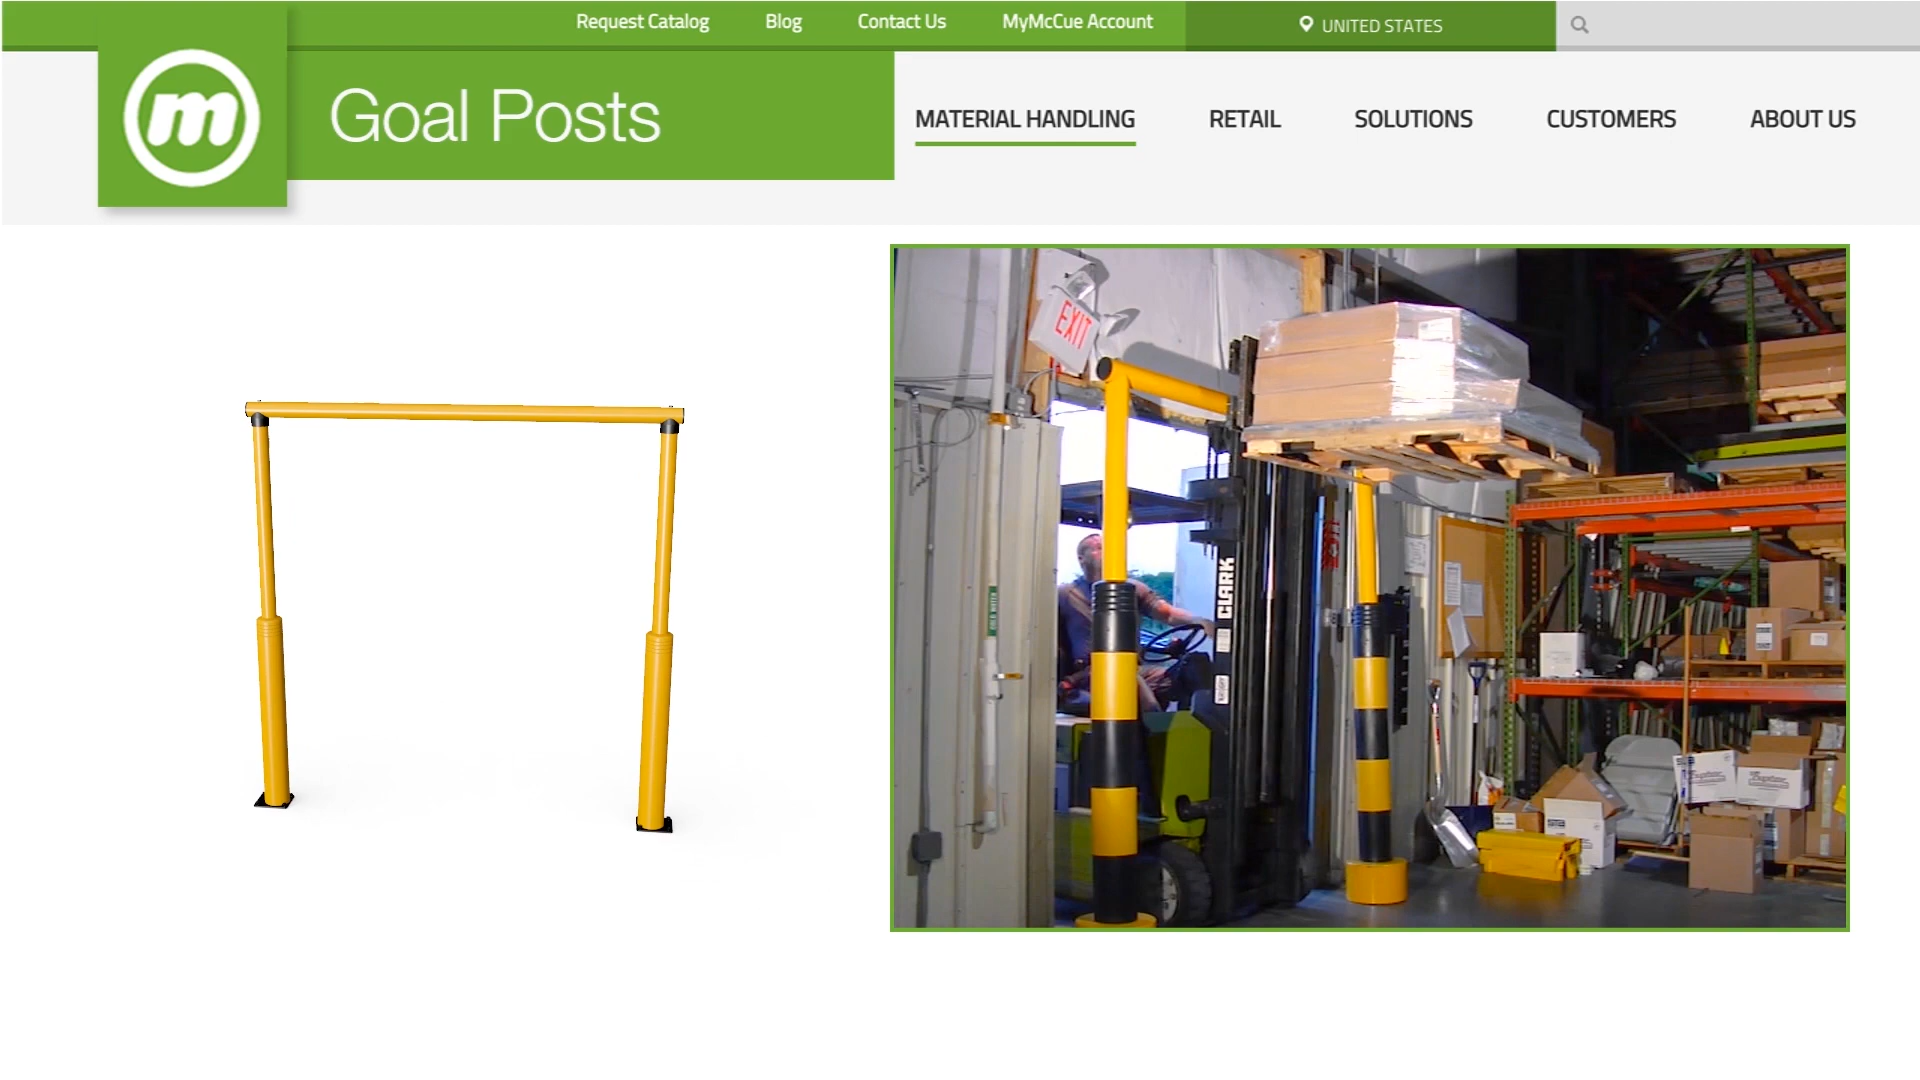 Request Catalog
Blog
Contact Us
MyMcCue Account
UNITED STATES
m
Goal Posts
MATERIAL HANDLING
RETAIL
SOLUTIONS
CUSTOMERS
ABOUT US
EXIT
CLARK